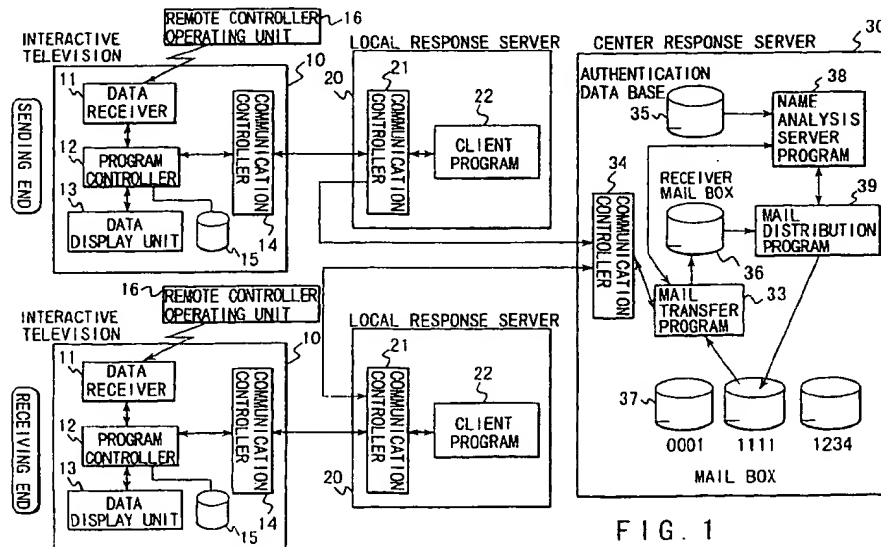 16
REMOTE CONTROLLER
OPERATING UNIT
INTERACTIVE
TELEVISION
10
11
DATA
RECEIVER
12
PROGRAM
CONTROLLER
13
DATA
DISPLAY UNIT
COMMUNICATION
CONTROLLER
14
15
SENDING END
LOCAL RESPONSE SERVER
20
21
COMMUNICATION
CONTROLLER
22
CLIENT
PROGRAM
CENTER RESPONSE SERVER
30
AUTHENTICATION
DATA BASE
35
38
NAME
ANALYSIS
SERVER
PROGRAM
34
COMMUNICATION
CONTROLLER
RECEIVER
MAIL BOX
36
39
MAIL
DISTRIBUTION
PROGRAM
33
MAIL
TRANSFER
PROGRAM
37
0001
1111
1234
MAIL BOX
16
REMOTE CONTROLLER
OPERATING UNIT
INTERACTIVE
TELEVISION
10
11
DATA
RECEIVER
12
PROGRAM
CONTROLLER
13
DATA
DISPLAY UNIT
COMMUNICATION
CONTROLLER
14
15
RECEIVING END
LOCAL RESPONSE SERVER
21
COMMUNICATION
CONTROLLER
22
CLIENT
PROGRAM
20
FIG. 1